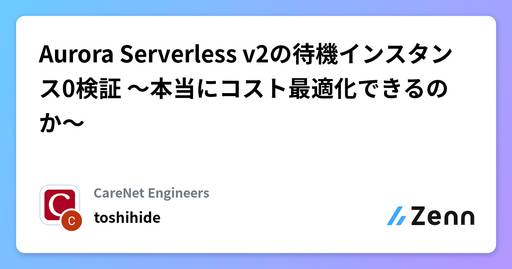 Aurora Serverless v2の待機インスタン
ス0検証 〜本当にコスト最適化できるの
か〜
CareNet Engineers
C
C
toshihide
Zenn